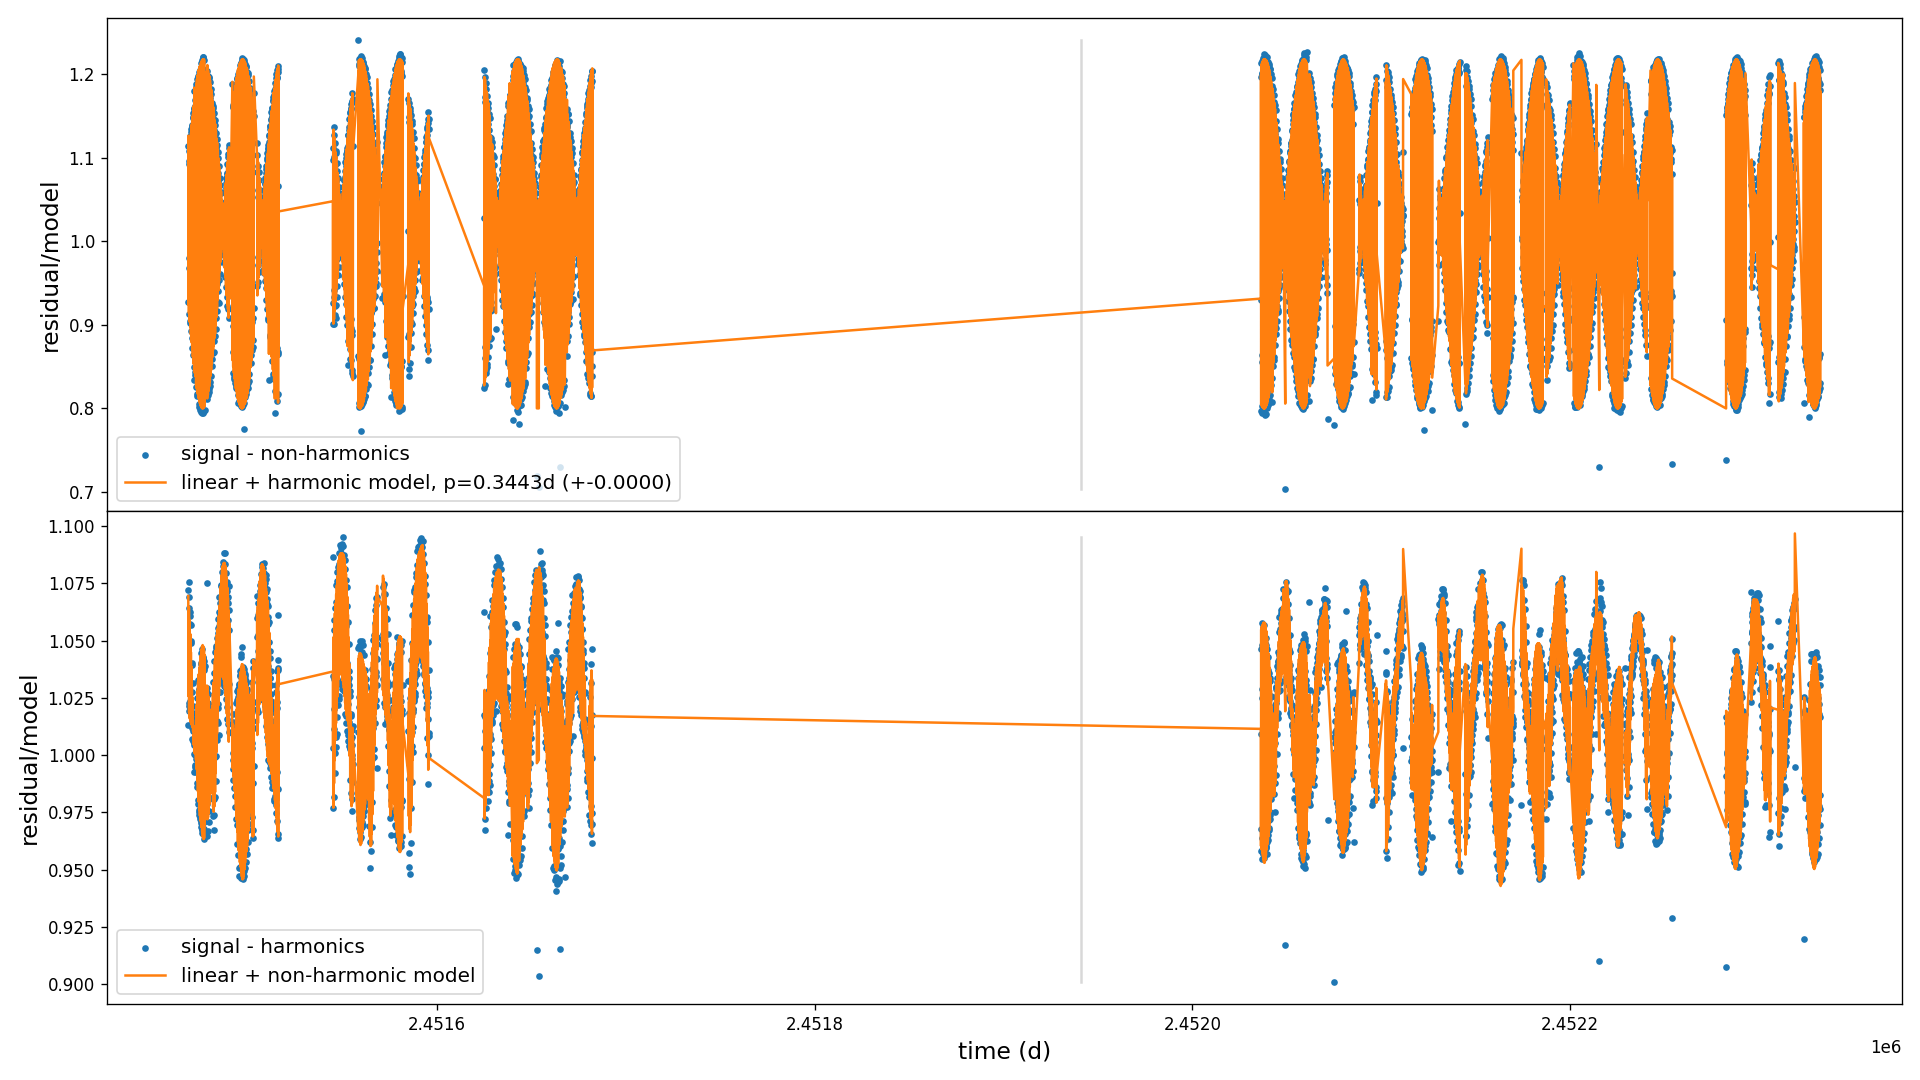 1.2
1.1
1.0
0.9
0.8
0.7
residual/model
signal - non-harmonics
linear + harmonic model, p=0.3443d (+-0.0000)
1.100
1.075
1.050
1.025
1.000
0.975
0.950
0.925
0.900
residual/model
signal - harmonics
linear + non-harmonic model
2.4516
2.4518
2.4520
2.4522
1e6
time (d)